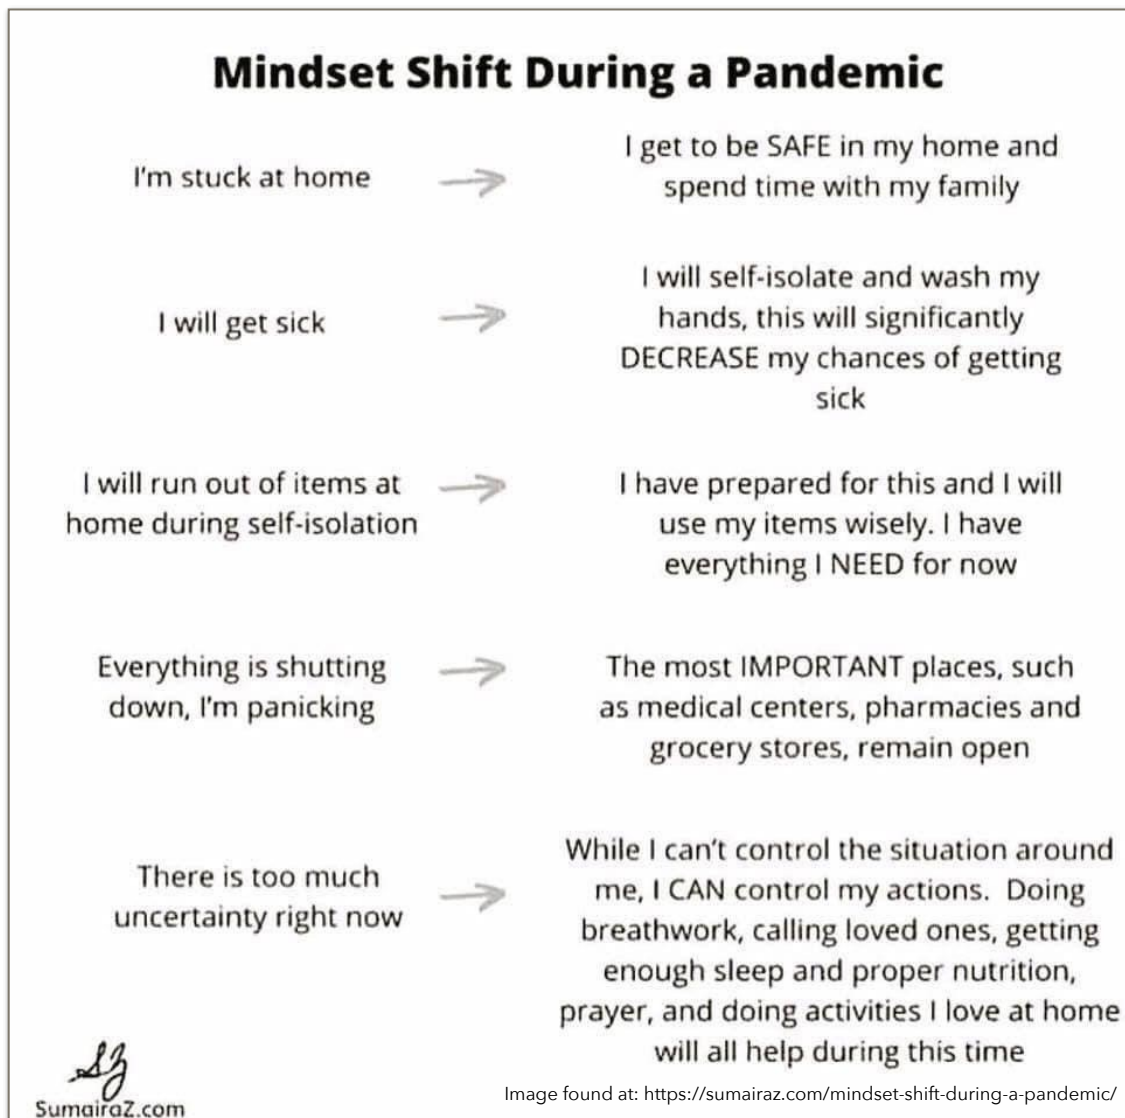 Mindset Shift During a Pandemic
I'm stuck at home
I get to be SAFE in my home and
spend time with my family
I will get sick
I will self-isolate and wash my
hands, this will significantly
DECREASE my chances of getting
sick
I will run out of items at
home during self-isolation
I have prepared for this and I will
use my items wisely. I have
everything I NEED for now
Everything is shutting
down, I'm panicking
The most IMPORTANT places, such
as medical centers, pharmacies and
grocery stores, remain open
There is too much
uncertainty right now
While I can't control the situation around
me, I CAN control my actions.  Doing
breathwork, calling loved ones, getting
enough sleep and proper nutrition,
prayer, and doing activities I love at home
will all help during this time
SZ
SumairaZ.com
Image found at: https://sumairaz.com/mindset-shift-during-a-pandemic/